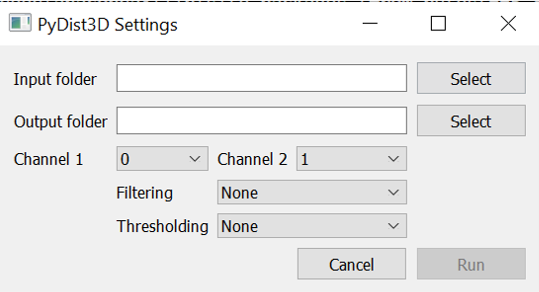 PyDist3D Settings
Input folder Select
Output folder Select
Channel 1 0 Channel 2 1
Filtering None
Thresholding None
Cancel Run